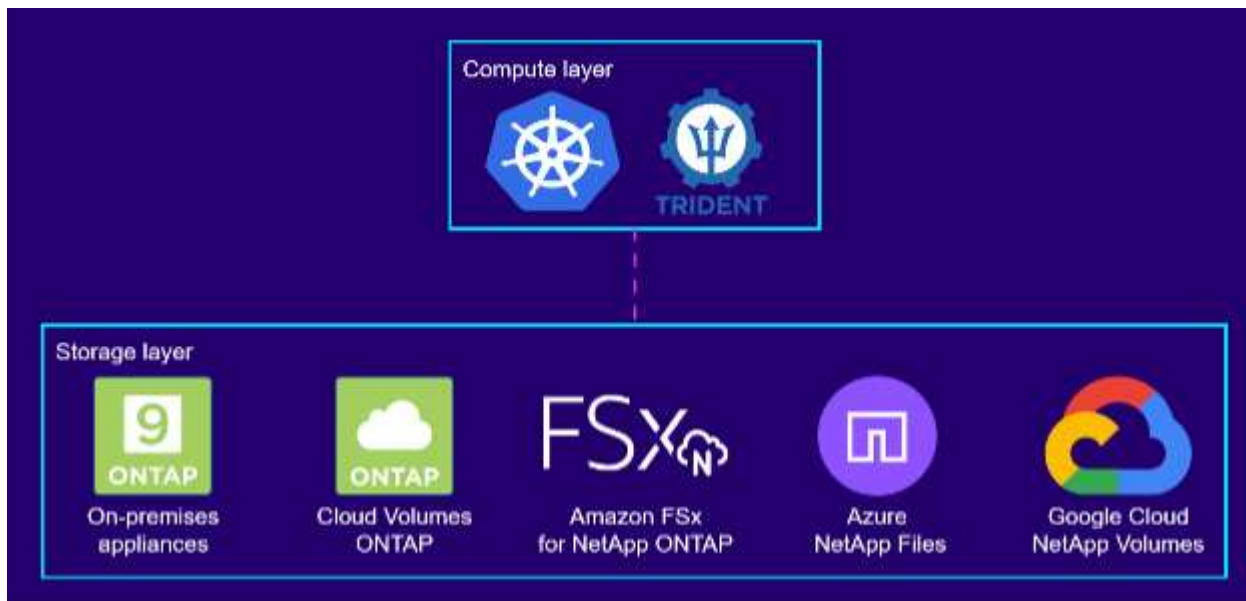 Compute layer
TRIDENT
Storage layer
9
ONTAP
ONTAP
FSx
N
On-premises
appliances
Cloud Volumes
ONTAP
Amazon FSx
for NetApp ONTAP
Azure
NetApp Files
Google Cloud
NetApp Volumes